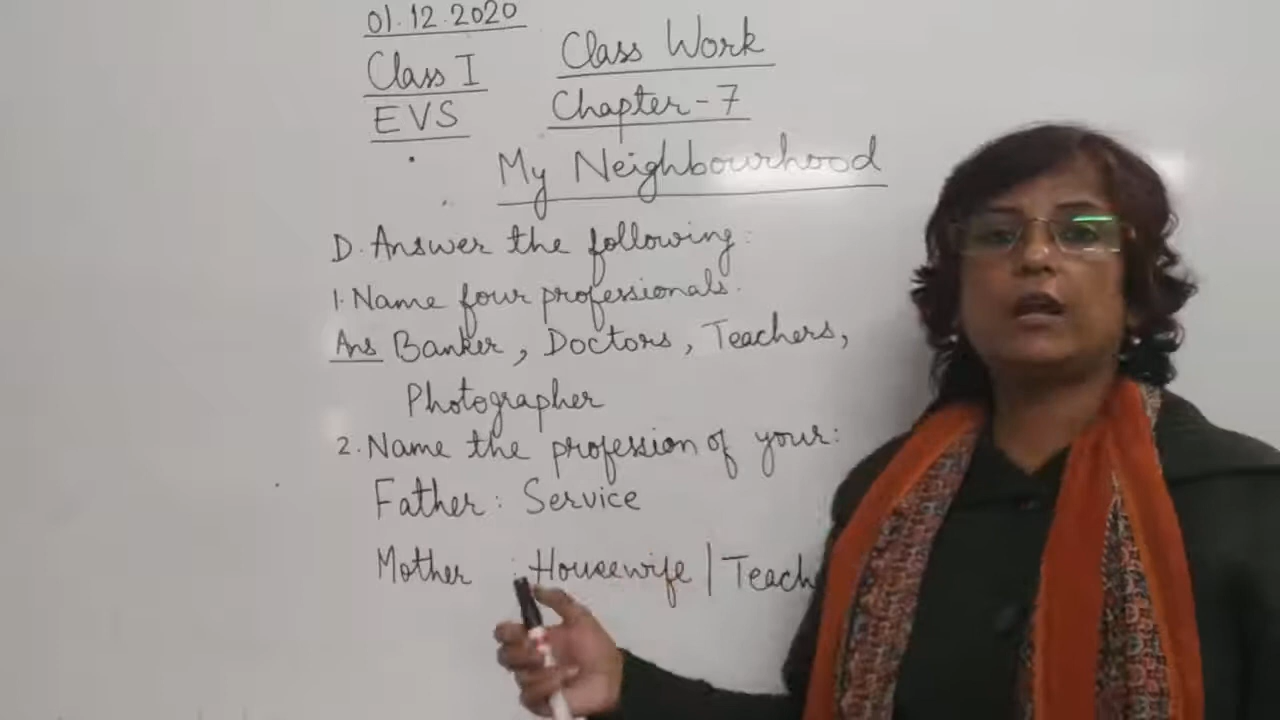 01.12.2020
Class I
Class Work
EVS
Chapter-7
My Neighbourhood
D. Answer the following:
1. Name four professionals.
Ans Banker, Doctors, Teachers,
Photographer
2. Name the profession of your:
Father: Service
Mother : Housewife / Teach